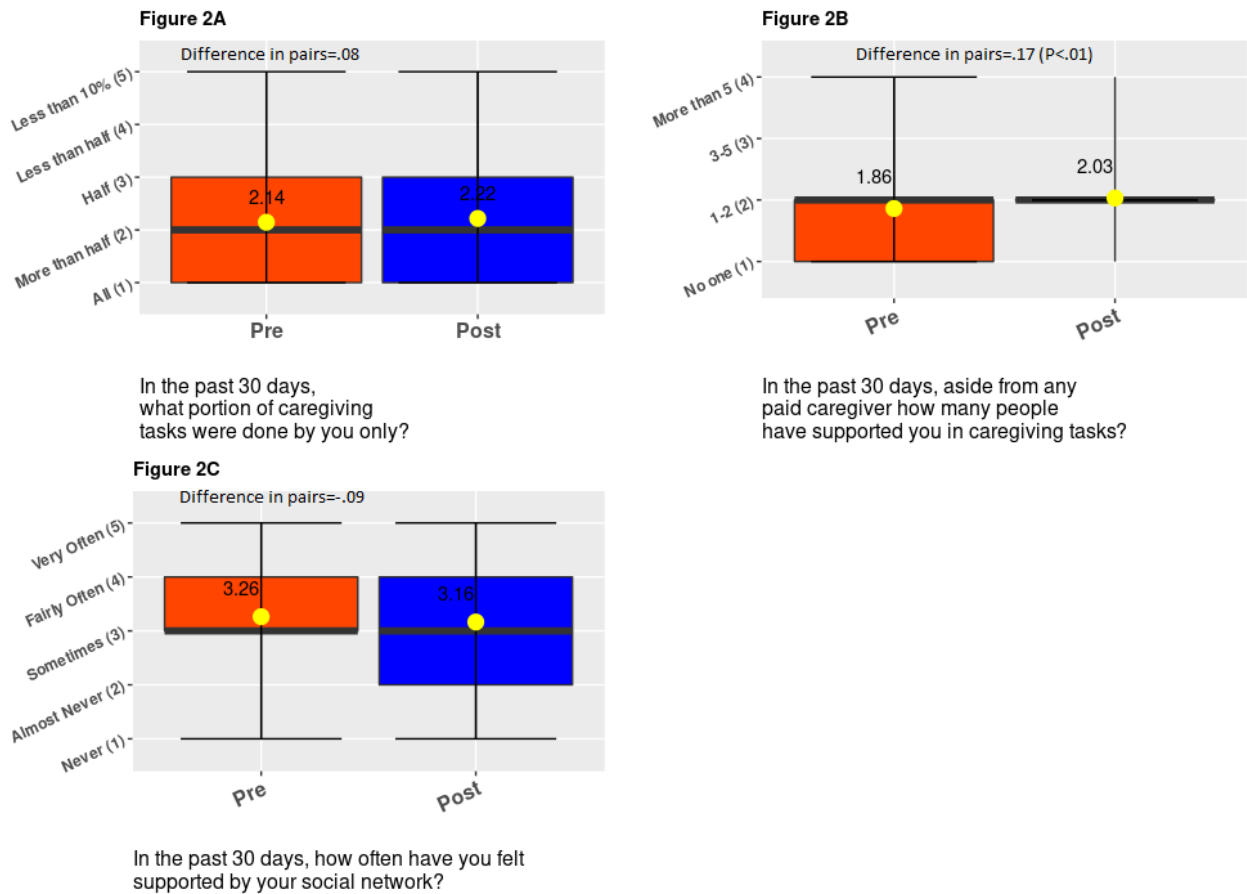 Figure 2A
Difference in pairs=.08
Less than 10% (5)
Less than half (4)
Half (3)
More than half (2)
All (1)
2.14
2.22
Pre
Post
In the past 30 days,
what portion of caregiving
tasks were done by you only?
Figure 2B
Difference in pairs=.17 (P<.01)
More than 5 (4)
3-5 (3)
1-2 (2)
No one (1)
1.86
2.03
Pre
Post
In the past 30 days, aside from any
paid caregiver how many people
have supported you in caregiving tasks?
Figure 2C
Difference in pairs=-.09
Very Often (5)
Fairly Often (4)
Sometimes (3)
Almost Never (2)
Never (1)
3.26
3.16
Pre
Post
In the past 30 days, how often have you felt
supported by your social network?